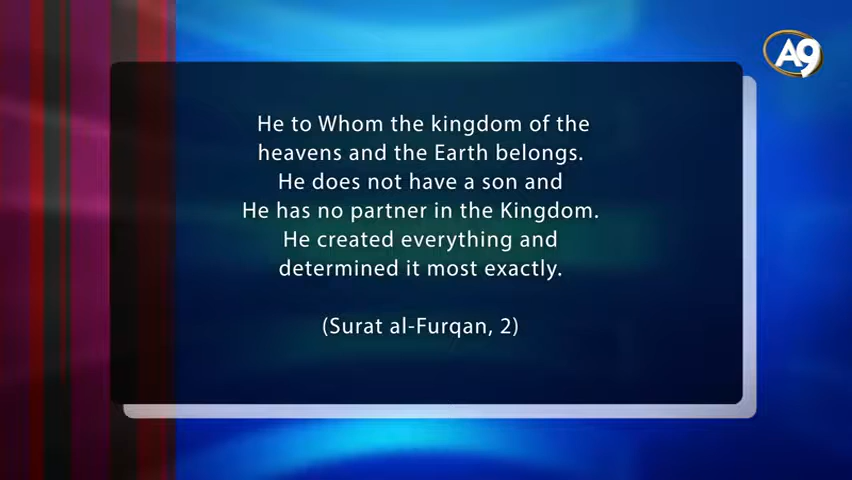 A9
He to Whom the kingdom of the
heavens and the Earth belongs.
He does not have a son and
He has no partner in the Kingdom.
He created everything and
determined it most exactly.
(Surat al-Furqan, 2)